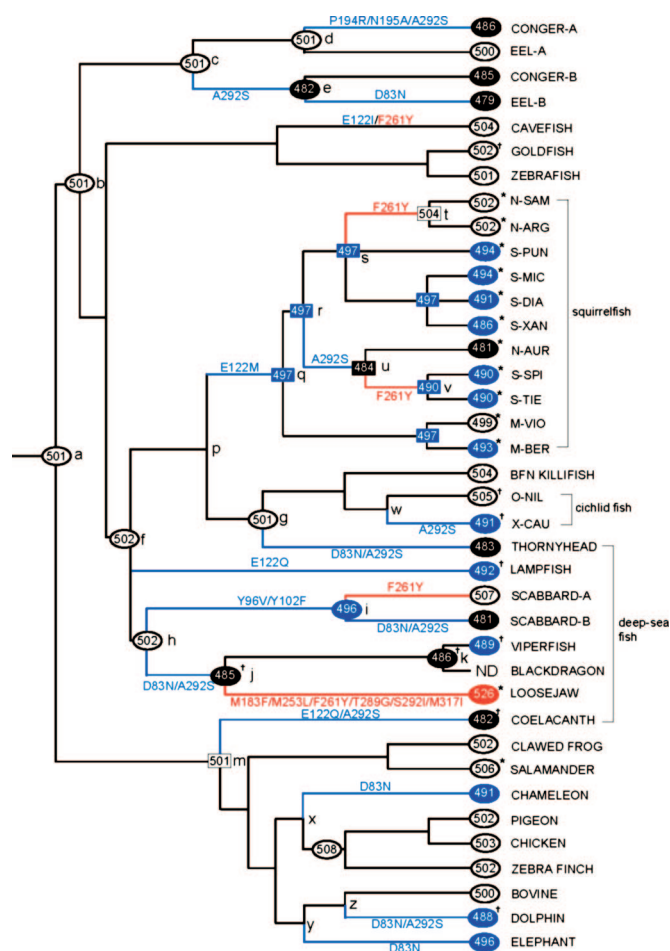 P194R/N195A/A292S 486 CONGER-A
501 d
500 EEL-A
501 c
485 CONGER-B
A292S 482 e
D83N 479 EEL-B
E122I/F261Y 504 CAVEFISH
501 b
502† GOLDFISH
501 ZEBRAFISH
F261Y 502* N-SAM
504 t
502* N-ARG
497 s 494* S-PUN
494* S-MIC
497 491* S-DIA
497 r
486* S-XAN
squirrelfish
A292S 481* N-AUR
484 u
E122M 497 q
F261Y 490 v 490* S-SPI
490* S-TIE
499* M-VIO
497
493* M-BER
p
501 a
504 BFN KILLIFISH
505† O-NIL
w cichlid fish
501 g
A292S 491† X-CAU
502 f
D83N/A292S 483 THORNYHEAD
E122Q 492† LAMPFISH
Y96V/Y102F F261Y 507 SCABBARD-A
496 i
D83N/A292S 481 SCABBARD-B
deep-sea
fish
502 h
489† VIPERFISH
486† k
D83N/A292S 485† j
ND BLACKDRAGON
M183F/M253L/F261Y/T289G/S292I/M317I 526* LOOSEJAW
E122Q/A292S 482† COELACANTH
501 m
502 CLAWED FROG
506* SALAMANDER
D83N 491 CHAMELEON
x
502 PIGEON
508
503 CHICKEN
502 ZEBRA FINCH
500 BOVINE
z
D83N/A292S 488† DOLPHIN
y
D83N 496 ELEPHANT